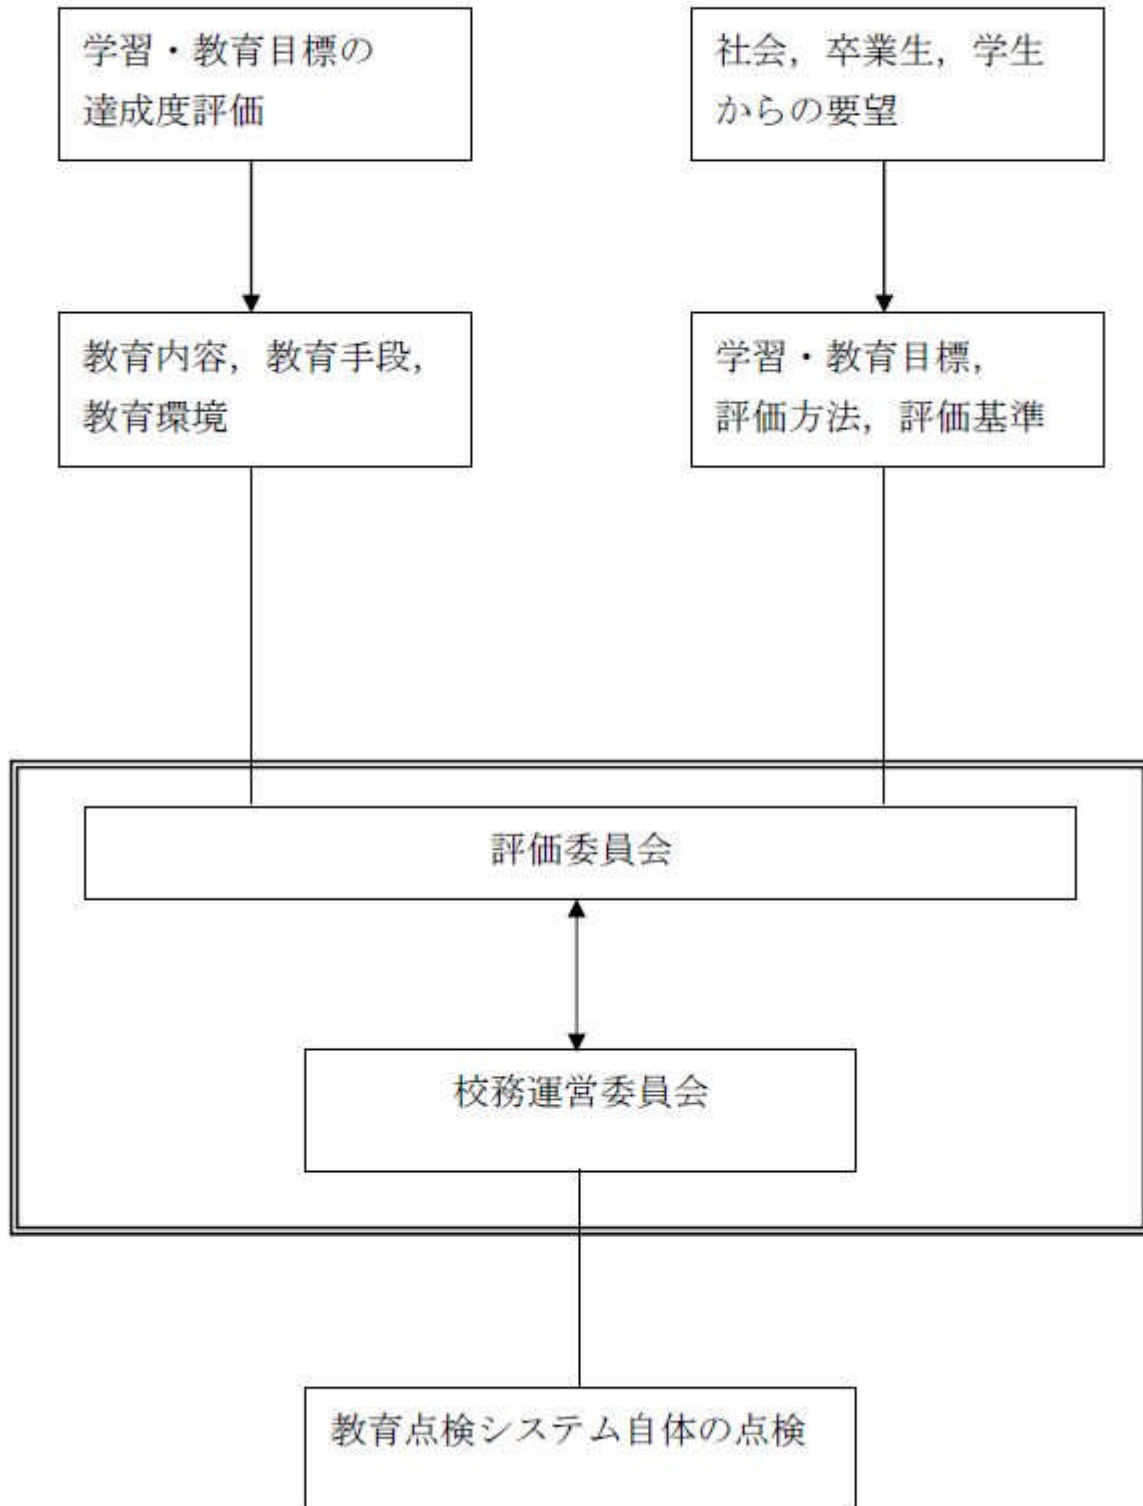 学習・教育目標の
達成度評価
社会，卒業生，学生
からの要望
教育内容，教育手段，
教育環境
学習・教育目標，
評価方法，評価基準
評価委員会
校務運営委員会
教育点検システム自体の点検